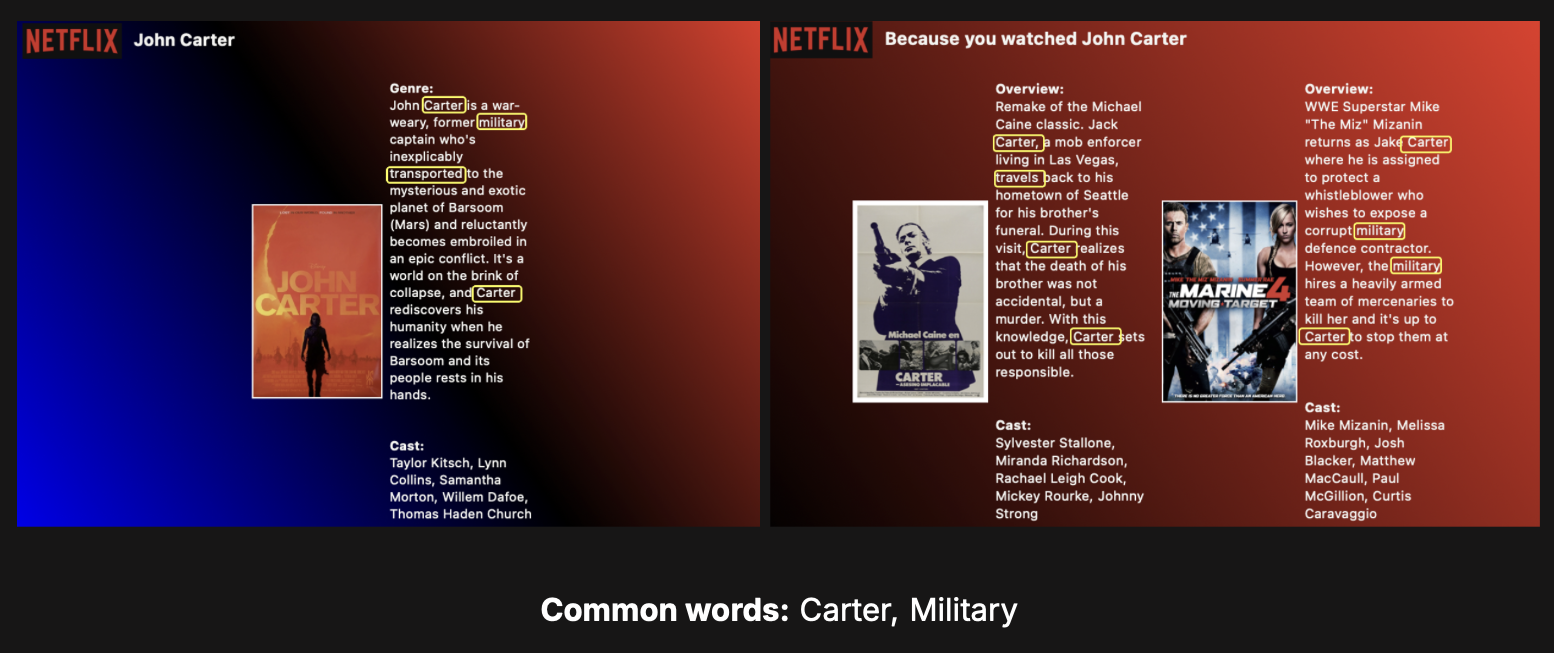 NETFLIX John Carter
Genre:
John Carter is a war-
weary, former military
captain who's
inexplicably
transported to the
mysterious and exotic
planet of Barsoom
(Mars) and reluctantly
becomes embroiled in
an epic conflict. It's a
world on the brink of
collapse, and Carter
rediscovers his
humanity when he
realizes the survival of
Barsoom and its
people rests in his
hands.
JOHN
CARTER
Cast:
Taylor Kitsch, Lynn
Collins, Samantha
Morton, Willem Dafoe,
Thomas Haden Church
NETFLIX Because you watched John Carter
Overview:
Remake of the Michael
Caine classic. Jack
Carter, a mob enforcer
living in Las Vegas,
travels back to his
hometown of Seattle
for his brother's
funeral. During this
visit, Carter realizes
that the death of his
brother was not
accidental, but a
murder. With this
knowledge, Carter sets
out to kill all those
responsible.
Michael Caine en
CARTER
ASESINO IMPLACABLE
Cast:
Sylvester Stallone,
Miranda Richardson,
Rachael Leigh Cook,
Mickey Rourke, Johnny
Strong
Overview:
WWE Superstar Mike
"The Miz" Mizanin
returns as Jake Carter
where he is assigned
to protect a
whistleblower who
wishes to expose a
corrupt military
defence contractor.
However, the military
hires a heavily armed
team of mercenaries to
kill her and it's up to
Carter to stop them at
any cost.
THE MARINE 4
MOVING TARGET
THERE IS NO GREATER FORCE THAN AN AMERICAN HERO.
Cast:
Mike Mizanin, Melissa
Roxburgh, Josh
Blacker, Matthew
MacCaull, Paul
McGillion, Curtis
Caravaggio
Common words: Carter, Military